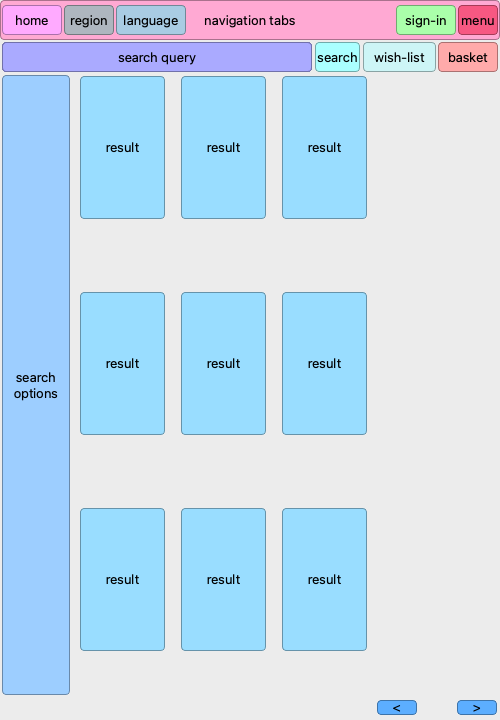 home
region
language
navigation tabs
sign-in
menu
search query
search
wish-list
basket
search
options
result
result
result
result
result
result
result
result
result
<
>